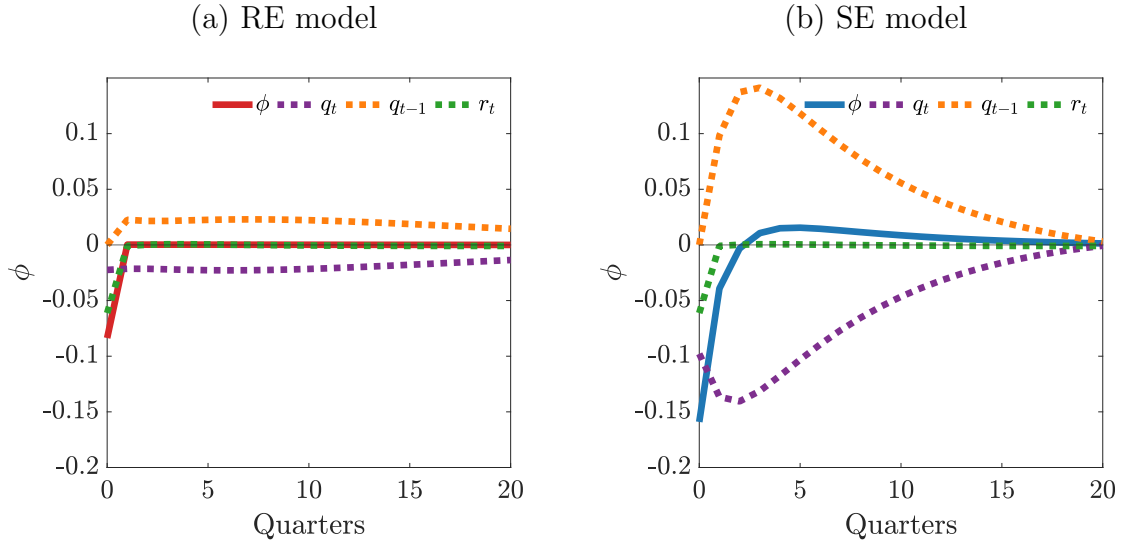 (a) RE model
ϕ q_t q_{t−1} r_t
0.1
0.05
0
-0.05
-0.1
-0.15
-0.2
ϕ
0 5 10 15 20
Quarters
(b) SE model
ϕ q_t q_{t−1} r_t
0.1
0.05
0
-0.05
-0.1
-0.15
-0.2
ϕ
0 5 10 15 20
Quarters